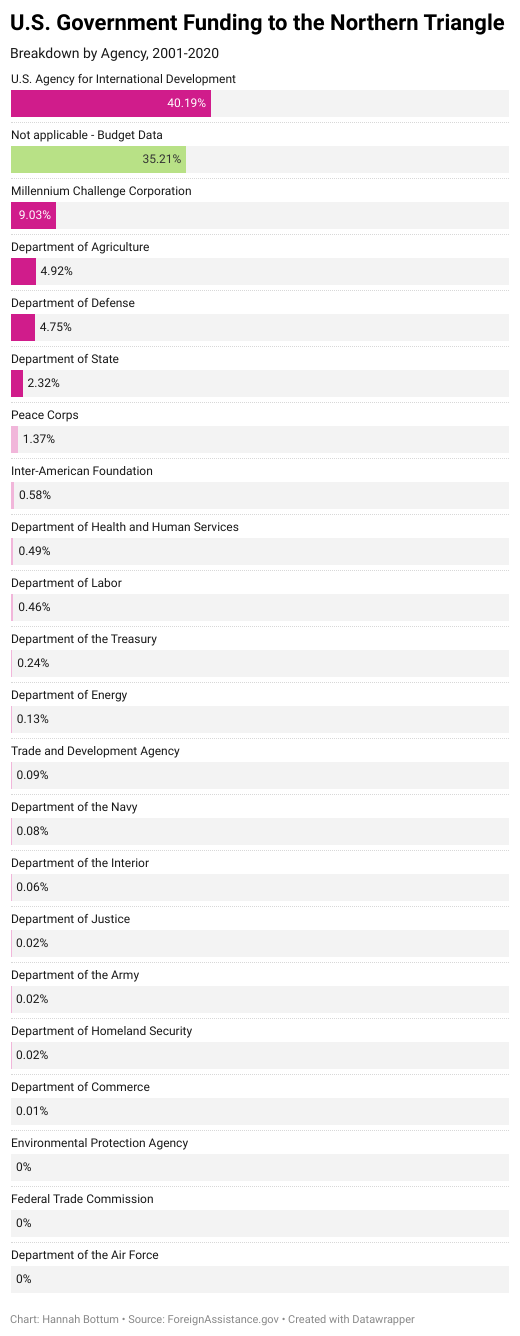 U.S. Government Funding to the Northern Triangle
Breakdown by Agency, 2001-2020
U.S. Agency for International Development
40.19%
Not applicable - Budget Data
35.21%
Millennium Challenge Corporation
9.03%
Department of Agriculture
4.92%
Department of Defense
4.75%
Department of State
2.32%
Peace Corps
1.37%
Inter-American Foundation
0.58%
Department of Health and Human Services
0.49%
Department of Labor
0.46%
Department of the Treasury
0.24%
Department of Energy
0.13%
Trade and Development Agency
0.09%
Department of the Navy
0.08%
Department of the Interior
0.06%
Department of Justice
0.02%
Department of the Army
0.02%
Department of Homeland Security
0.02%
Department of Commerce
0.01%
Environmental Protection Agency
0%
Federal Trade Commission
0%
Department of the Air Force
0%
Chart: Hannah Bottum • Source: ForeignAssistance.gov • Created with Datawrapper